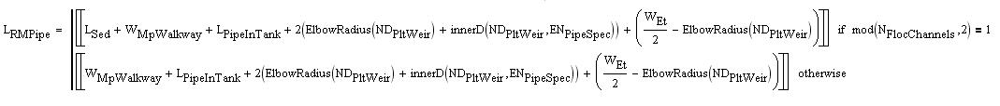 L_RMPipe = [[L_Sed + W_MpWalkway + L_PipeInTank + 2(ElbowRadius(ND_PltWeir) + innerD(ND_PltWeir,EN_PipeSpec)) + (W_Et/2 − ElbowRadius(ND_PltWeir))]] if mod(N_FlocChannels,2) = 1
[[W_MpWalkway + L_PipeInTank + 2(ElbowRadius(ND_PltWeir) + innerD(ND_PltWeir,EN_PipeSpec)) + (W_Et/2 − ElbowRadius(ND_PltWeir))]] otherwise